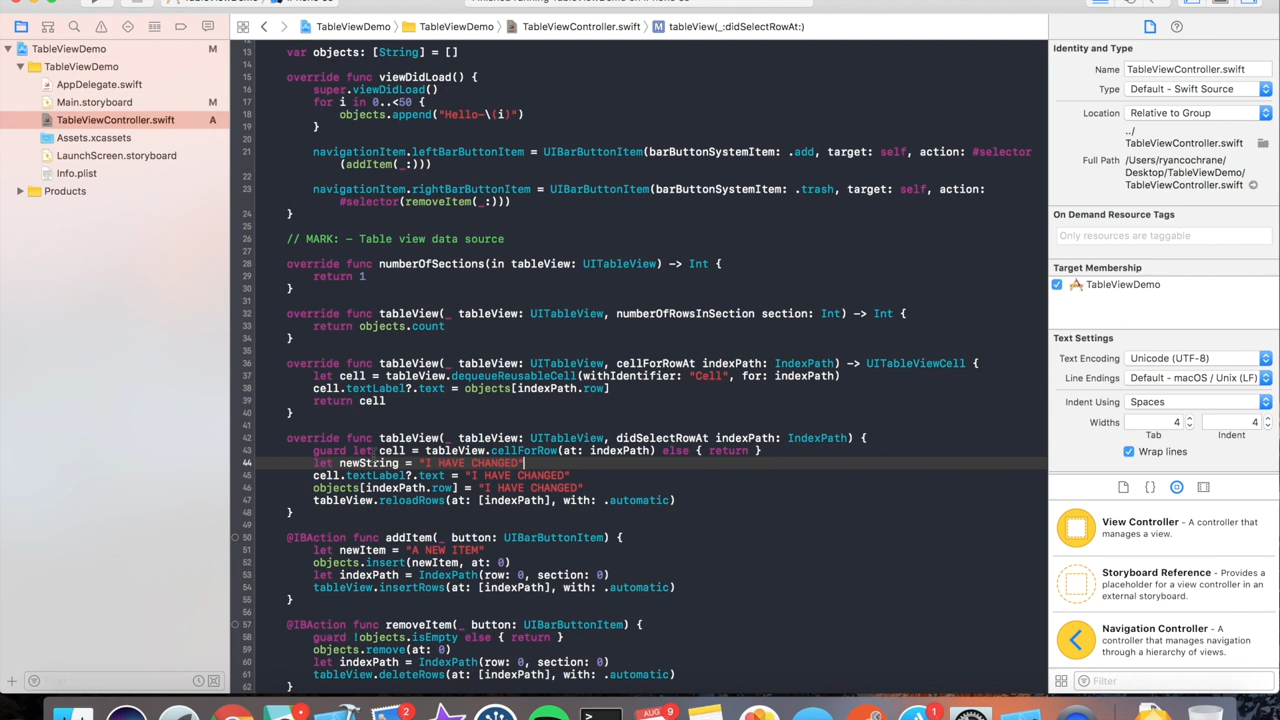 TableViewDemo
TableViewDemo
TableViewDemo
TableViewController.swift
M
tableView(_:didSelectRowAt:)
TableViewDemo
M
TableViewDemo
AppDelegate.swift
Main.storyboard
M
TableViewController.swift
A
Assets.xcassets
LaunchScreen.storyboard
Info.plist
Products
Filter
13 var objects: [String] = []
14
15 override func viewDidLoad() {
16 super.viewDidLoad()
17 for i in 0..<50 {
18 objects.append("Hello-\(i)")
19 }
20
21 navigationItem.leftBarButtonItem = UIBarButtonItem(barButtonSystemItem: .add, target: self, action: #selector
(addItem(_:)))
22
23 navigationItem.rightBarButtonItem = UIBarButtonItem(barButtonSystemItem: .trash, target: self, action:
#selector(removeItem(_:)))
24 }
25
26 // MARK: - Table view data source
27
28 override func numberOfSections(in tableView: UITableView) -> Int {
29 return 1
30 }
31
32 override func tableView(_ tableView: UITableView, numberOfRowsInSection section: Int) -> Int {
33 return objects.count
34 }
35
36 override func tableView(_ tableView: UITableView, cellForRowAt indexPath: IndexPath) -> UITableViewCell {
37 let cell = tableView.dequeueReusableCell(withIdentifier: "Cell", for: indexPath)
38 cell.textLabel?.text = objects[indexPath.row]
39 return cell
40 }
41
42 override func tableView(_ tableView: UITableView, didSelectRowAt indexPath: IndexPath) {
43 guard let cell = tableView.cellForRow(at: indexPath) else { return }
44 let newString = "I HAVE CHANGED"
45 cell.textLabel?.text = "I HAVE CHANGED"
46 objects[indexPath.row] = "I HAVE CHANGED"
47 tableView.reloadRows(at: [indexPath], with: .automatic)
48 }
49
50 @IBAction func addItem(_ button: UIBarButtonItem) {
51 let newItem = "A NEW ITEM"
52 objects.insert(newItem, at: 0)
53 let indexPath = IndexPath(row: 0, section: 0)
54 tableView.insertRows(at: [indexPath], with: .automatic)
55 }
56
57 @IBAction func removeItem(_ button: UIBarButtonItem) {
58 guard !objects.isEmpty else { return }
59 objects.remove(at: 0)
60 let indexPath = IndexPath(row: 0, section: 0)
61 tableView.deleteRows(at: [indexPath], with: .automatic)
62 }
Identity and Type
Name TableViewController.swift
Type Default - Swift Source
Location Relative to Group
../
TableViewController.swift
Full Path /Users/ryancochrane/
Desktop/TableViewDemo/
TableViewController.swift
On Demand Resource Tags
Only resources are taggable
Target Membership
TableViewDemo
Text Settings
Text Encoding Unicode (UTF-8)
Line Endings Default - macOS / Unix (LF)
Indent Using Spaces
Widths 4 4
Tab Indent
Wrap lines
View Controller - A controller that
manages a view.
Storyboard Reference - Provides a
placeholder for a view controller in an
external storyboard.
Navigation Controller - A
controller that manages navigation
through a hierarchy of views.
Filter
2
AUG
9
1